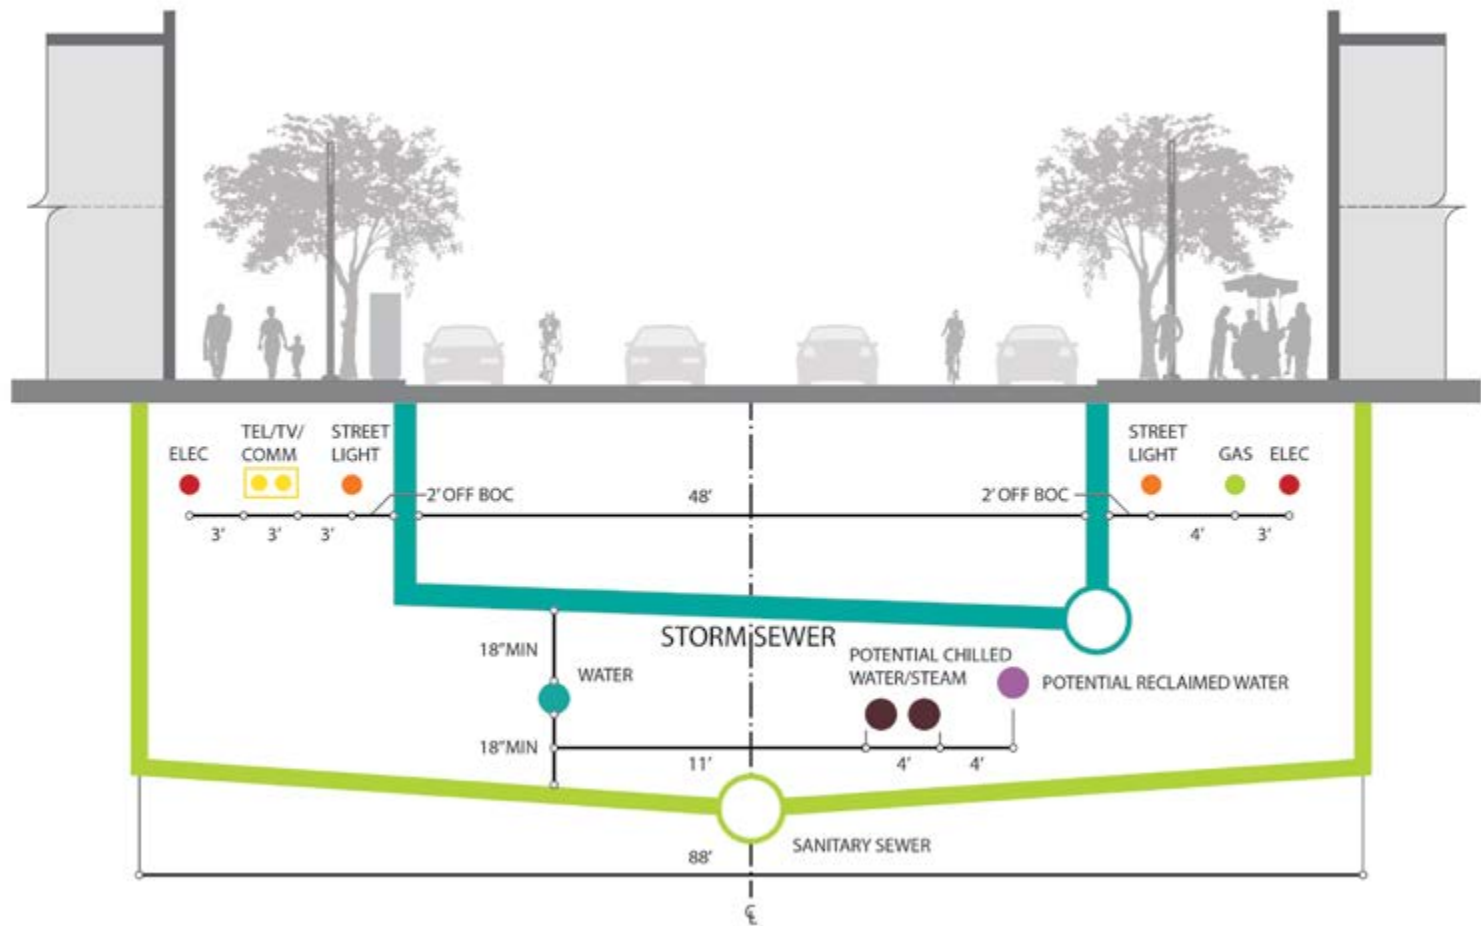 ELEC
TEL/TV/
COMM
STREET
LIGHT
2' OFF BOC
48'
2' OFF BOC
STREET
LIGHT
GAS
ELEC
3'
3'
3'
4'
3'
STORM SEWER
18"MIN
WATER
POTENTIAL CHILLED
WATER/STEAM
POTENTIAL RECLAIMED WATER
18"MIN
11'
4'
4'
SANITARY SEWER
88'
℄